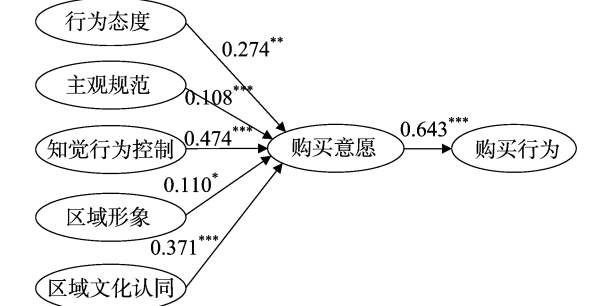 行为态度
0.274**
主观规范
0.108***
知觉行为控制
0.474***
购买意愿
0.643***
购买行为
0.110*
区域形象
0.371***
区域文化认同